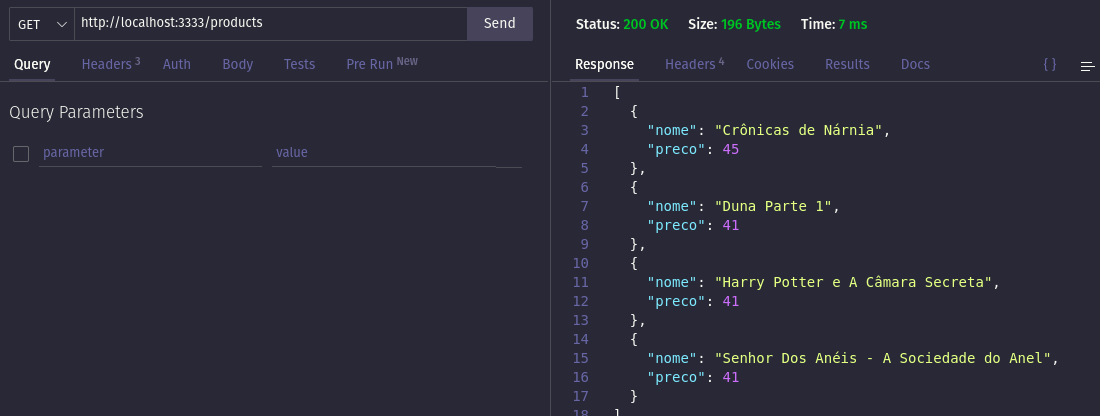 GET http://localhost:3333/products Send
Query Headers 3 Auth Body Tests Pre Run New
Query Parameters
parameter value
Status: 200 OK Size: 196 Bytes Time: 7 ms
Response Headers 4 Cookies Results Docs { }
1 [
2 {
3 "nome": "Crônicas de Nárnia",
4 "preco": 45
5 },
6 {
7 "nome": "Duna Parte 1",
8 "preco": 41
9 },
10 {
11 "nome": "Harry Potter e A Câmara Secreta",
12 "preco": 41
13 },
14 {
15 "nome": "Senhor Dos Anéis - A Sociedade do Anel",
16 "preco": 41
17 }
18 ]